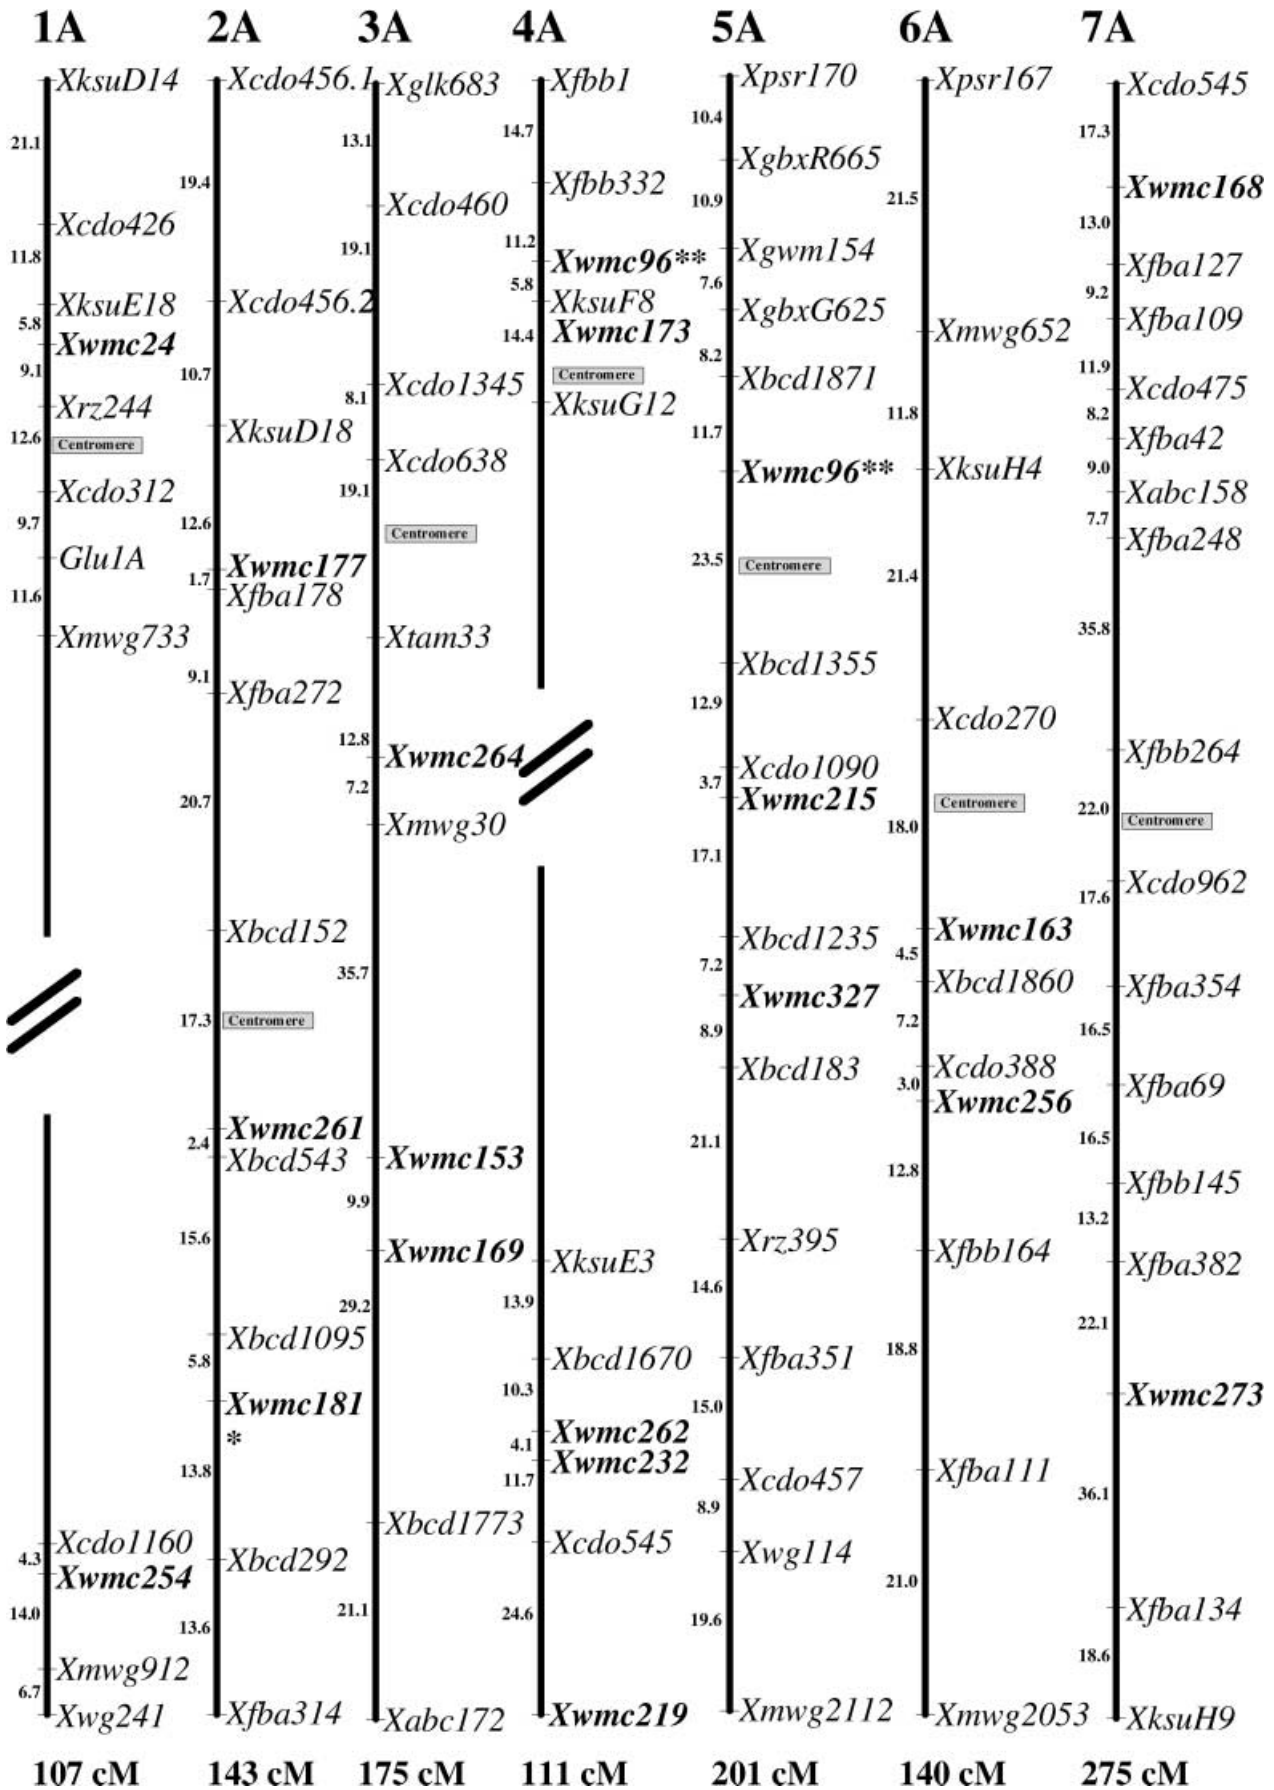 1A
XksuD14
21.1
Xcdo426
11.8
XksuE18
5.8
Xwmc24
9.1
Xrz244
12.6
Centromere
Xcdo312
9.7
Glu1A
11.6
Xmwg733
Xcdo1160
4.3
Xwmc254
14.0
Xmwg912
6.7
Xwg241
107 cM
2A
Xcdo456.1
19.4
Xcdo456.2
10.7
XksuD18
12.6
Xwmc177
1.7
Xfba178
9.1
Xfba272
20.7
Xbcd152
17.3
Centromere
Xwmc261
2.4
Xbcd543
15.6
Xbcd1095
5.8
Xwmc181
*
13.8
Xbcd292
13.6
Xfba314
143 cM
3A
Xglk683
13.1
Xcdo460
19.1
Xcdo1345
8.1
Xcdo638
19.1
Centromere
Xtam33
12.8
Xwmc264
7.2
Xmwg30
35.7
Xwmc153
9.9
Xwmc169
29.2
Xbcd1773
21.1
Xabc172
175 cM
4A
Xfbb1
14.7
Xfbb332
11.2
Xwmc96**
5.8
XksuF8
14.4
Xwmc173
Centromere
XksuG12
XksuE3
13.9
Xbcd1670
10.3
Xwmc262
4.1
Xwmc232
11.7
Xcdo545
24.6
Xwmc219
111 cM
5A
Xpsr170
10.4
XgbxR665
10.9
Xgwm154
7.6
XgbxG625
8.2
Xbcd1871
11.7
Xwmc96**
23.5
Centromere
Xbcd1355
12.9
Xcdo1090
3.7
Xwmc215
17.1
Xbcd1235
7.2
Xwmc327
8.9
Xbcd183
21.1
Xrz395
14.6
Xfba351
15.0
Xcdo457
8.9
Xwg114
19.6
Xmwg2112
201 cM
6A
Xpsr167
21.5
Xmwg652
11.8
XksuH4
21.4
Xcdo270
Centromere
18.0
Xwmc163
4.5
Xbcd1860
7.2
Xcdo388
3.0
Xwmc256
12.8
Xfbb164
18.8
Xfba111
21.0
Xmwg2053
140 cM
7A
Xcdo545
17.3
Xwmc168
13.0
Xfba127
9.2
Xfba109
11.9
Xcdo475
8.2
Xfba42
9.0
Xabc158
7.7
Xfba248
35.8
Xfbb264
22.0
Centromere
Xcdo962
17.6
Xfba354
16.5
Xfba69
16.5
Xfbb145
13.2
Xfba382
22.1
Xwmc273
36.1
Xfba134
18.6
XksuH9
275 cM